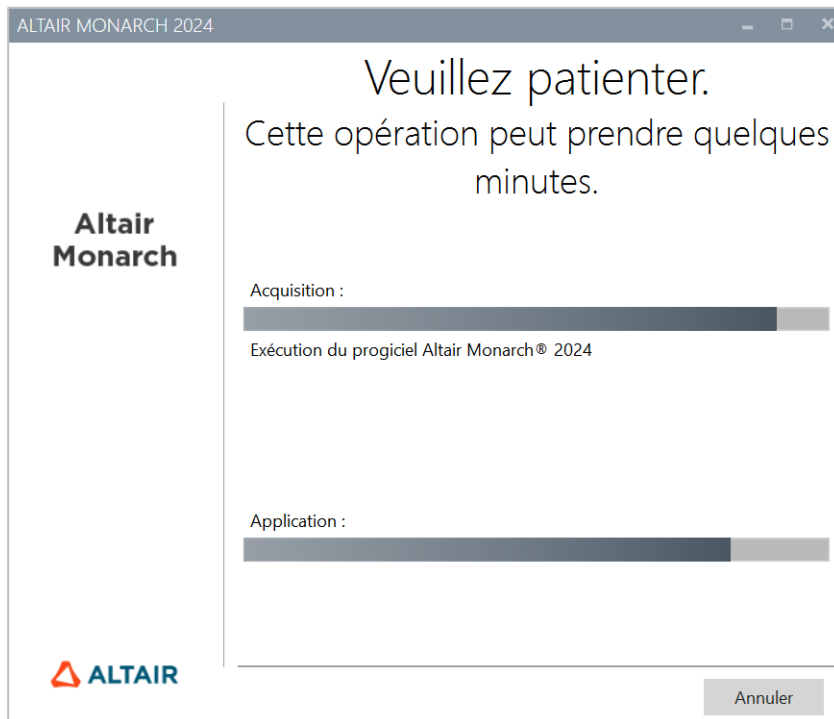 ALTAIR MONARCH 2024
Veuillez patienter.
Cette opération peut prendre quelques
minutes.
Altair
Monarch
Acquisition :
Exécution du progiciel Altair Monarch® 2024
Application :
ALTAIR
Annuler